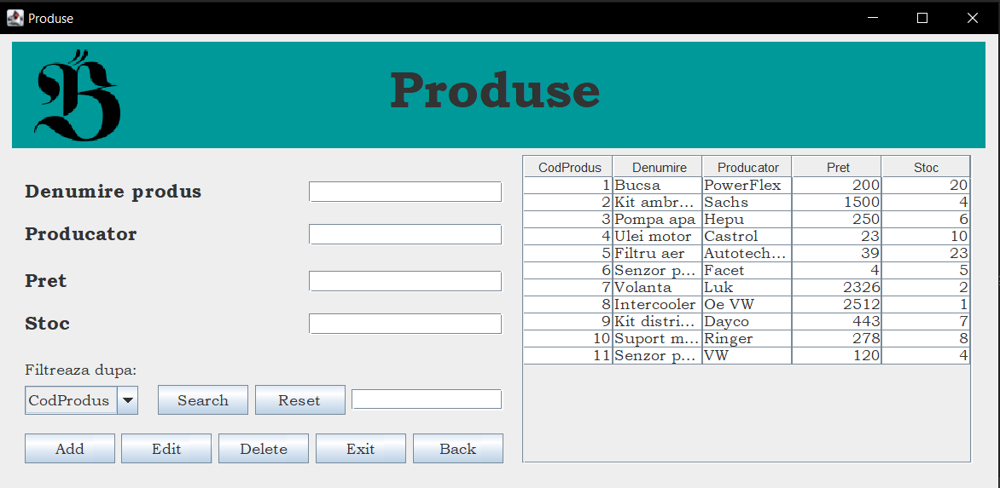 Produse
B
Produse
Denumire produs
Producator
Pret
Stoc
Filtreaza dupa:
CodProdus Search Reset
Add Edit Delete Exit Back
CodProdus Denumire Producator Pret Stoc
1 Bucsa PowerFlex 200 20
2 Kit ambr... Sachs 1500 4
3 Pompa apa Hepu 250 6
4 Ulei motor Castrol 23 10
5 Filtru aer Autotech... 39 23
6 Senzor p... Facet 4 5
7 Volanta Luk 2326 2
8 Intercooler Oe VW 2512 1
9 Kit distri... Dayco 443 7
10 Suport m... Ringer 278 8
11 Senzor p... VW 120 4